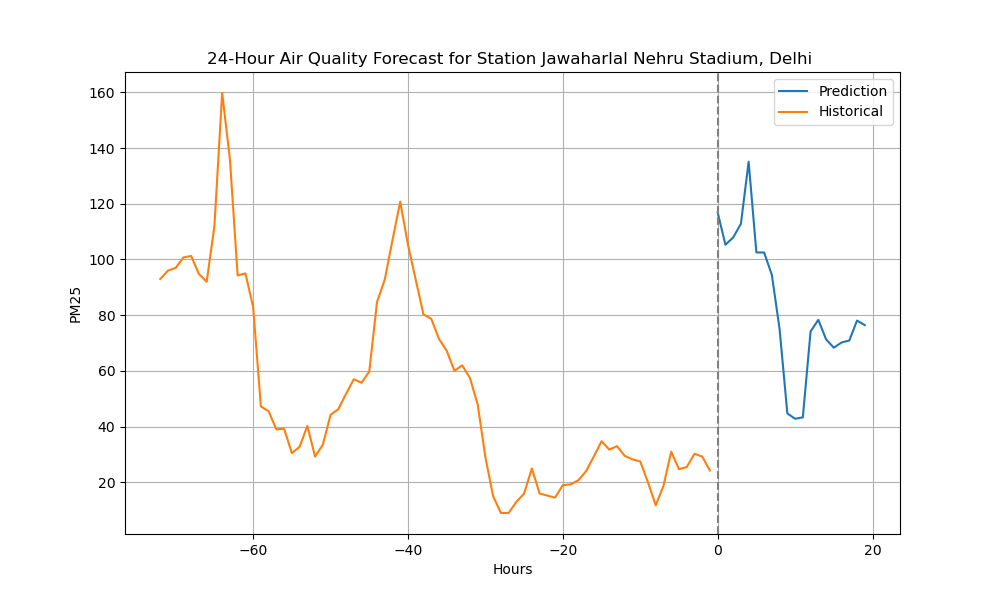 24-Hour Air Quality Forecast for Station Jawaharlal Nehru Stadium, Delhi
Prediction
Historical
160
140
120
100
80
60
40
20
PM25
−60
−40
−20
0
20
Hours